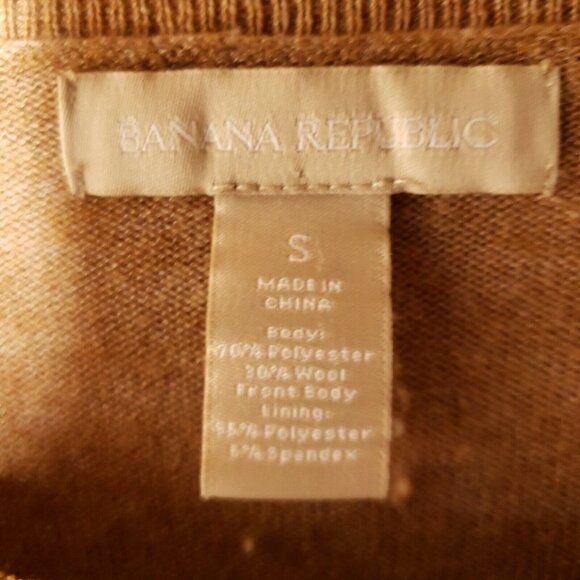 BANANA REPUBLIC
S
MADE IN
CHINA
Body:
70% Polyester
30% Wool
Front Body
Lining:
95% Polyester
5% Spandex